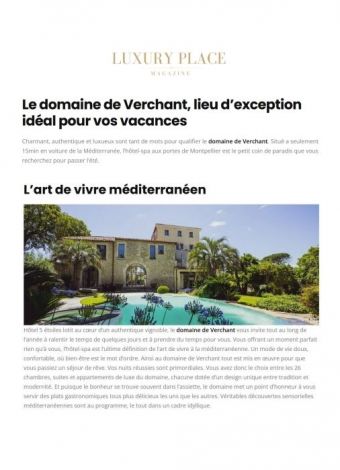 LUXURY PLACE
MAGAZINE
Le domaine de Verchant, lieu d'exception
idéal pour vos vacances
Charmant, authentique et luxueux sont tant de mots pour qualifier le domaine de Verchant. Situé a seulement
15min en voiture de la Méditerranée, l'hôtel-spa aux portes de Montpellier est le petit coin de paradis que vous
recherchez pour passer l'été.
L'art de vivre méditerranéen
Hôtel 5 étoiles lotit au cœur d'un authentique vignoble, le domaine de Verchant vous invite tout au long de
l'année à ralentir le temps de quelques jours et à prendre du temps pour vous. Vous offrant un moment parfait
rien qu'à vous, l'hôtel-spa est l'ultime définition de l'art de vivre à la méditerranéenne. Un mode de vie doux,
confortable, où bien-être est le mot d'ordre. Ainsi au domaine de Verchant tout est mis en œuvre pour que
vous passiez un séjour de rêve. Vos nuits réussies sont primordiales. Vous avez donc le choix entre les 26
chambres, suites et appartements de luxe du domaine, chacune dotée d'un design unique entre tradition et
modernité. Et puisque le bonheur se trouve souvent dans l'assiette, le domaine met un point d'honneur à vous
servir des plats gastronomiques tous plus délicieux les uns que les autres. Véritables découvertes sensorielles
méditerranéennes sont au programme, le tout dans un cadre idyllique.